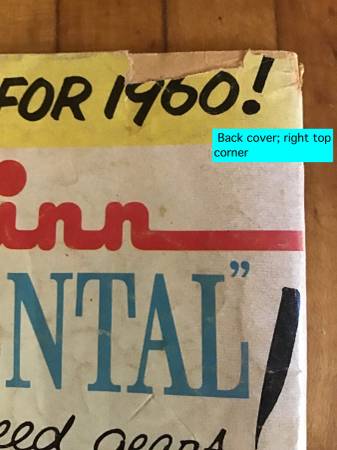 FOR 1960!
Back cover; right top
corner
inn
NTAL"
eed gears